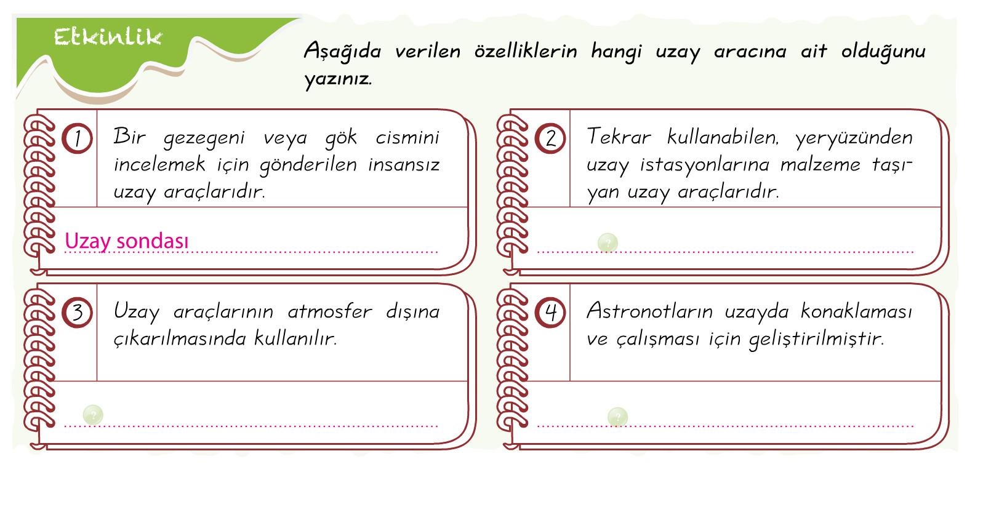 Etkinlik
Aşağıda verilen özelliklerin hangi uzay aracına ait olduğunu
yazınız.
1
Bir gezegeni veya gök cismini
incelemek için gönderilen insansız
uzay araçlarıdır.
Uzay sondası
2
Tekrar kullanabilen, yeryüzünden
uzay istasyonlarına malzeme taşı-
yan uzay araçlarıdır.
?
3
Uzay araçlarının atmosfer dışına
çıkarılmasında kullanılır.
?
4
Astronotların uzayda konaklaması
ve çalışması için geliştirilmiştir.
?